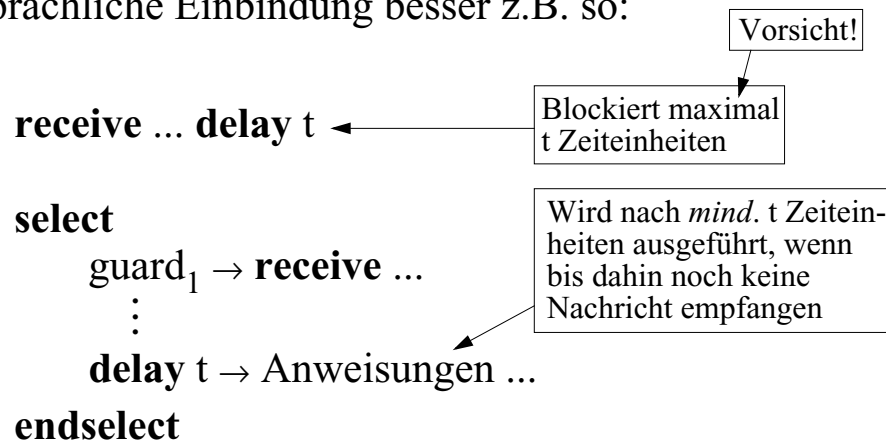 prachliche Einbindung besser z.B. so:
Vorsicht!
receive ... delay t
Blockiert maximal
t Zeiteinheiten
select
Wird nach mind. t Zeitein-
heiten ausgeführt, wenn
bis dahin noch keine
Nachricht empfangen
guard₁ → receive ...
⋮
delay t → Anweisungen ...
endselect